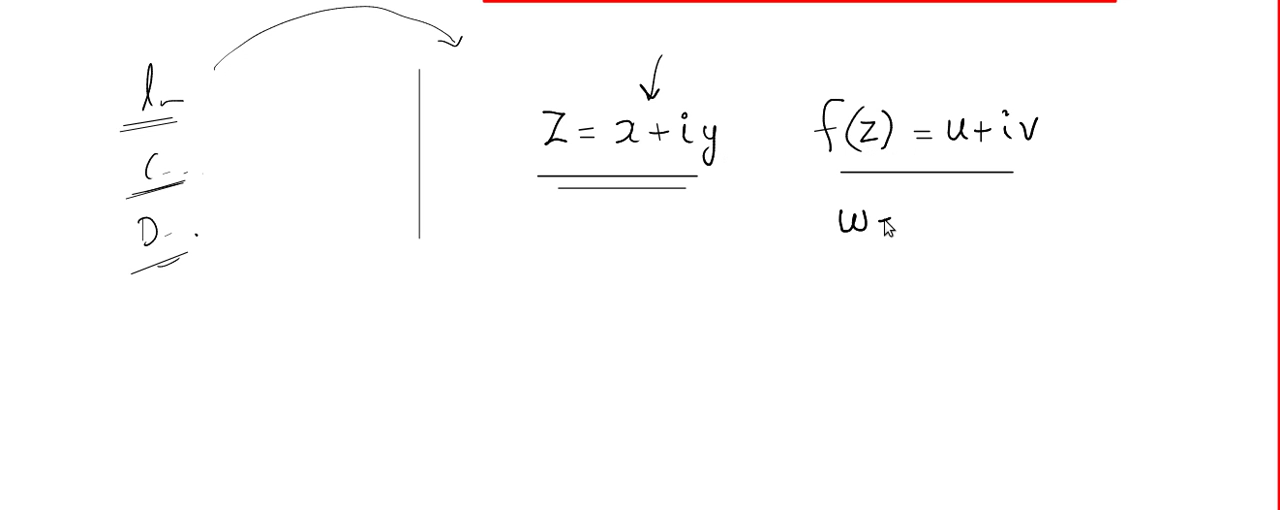 C--..
D-..
Z = x + iy
f(z) = u + iv
w =